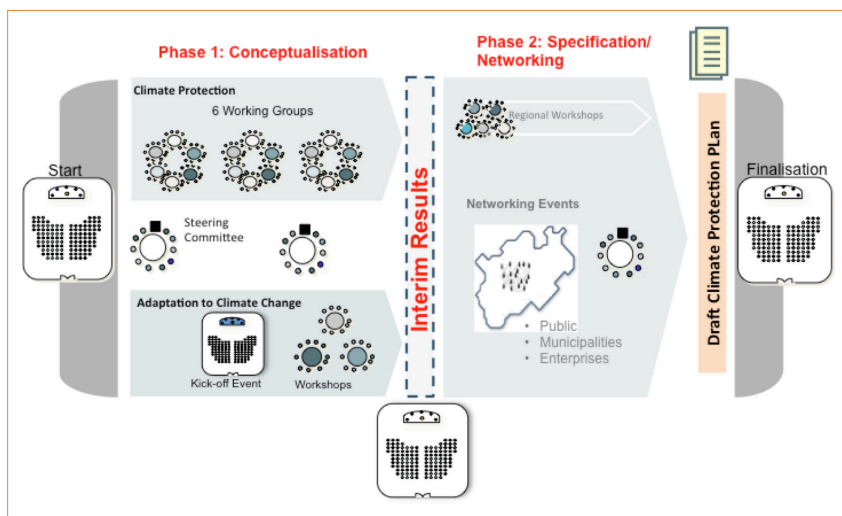 Phase 1: Conceptualisation
Phase 2: Specification/
Networking
Climate Protection
6 Working Groups
Regional Workshops
Start
Steering
Committee
Interim Results
Networking Events
Draft Climate Protection Plan
Finalisation
Adaptation to Climate Change
Kick-off Event
Workshops
• Public
• Municipalities
• Enterprises